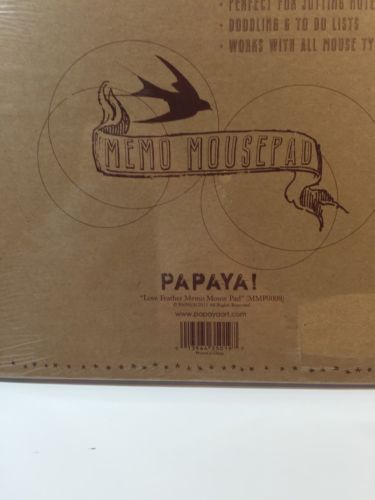 • PERFECT FOR JOTTING NOTE
• DOODLING & TO DO LISTS
• WORKS WITH ALL MOUSE TY
MEMO MOUSEPAD
PAPAYA!
"Love Feather Memo Mouse Pad" (MMP0008)
www.papayaart.com